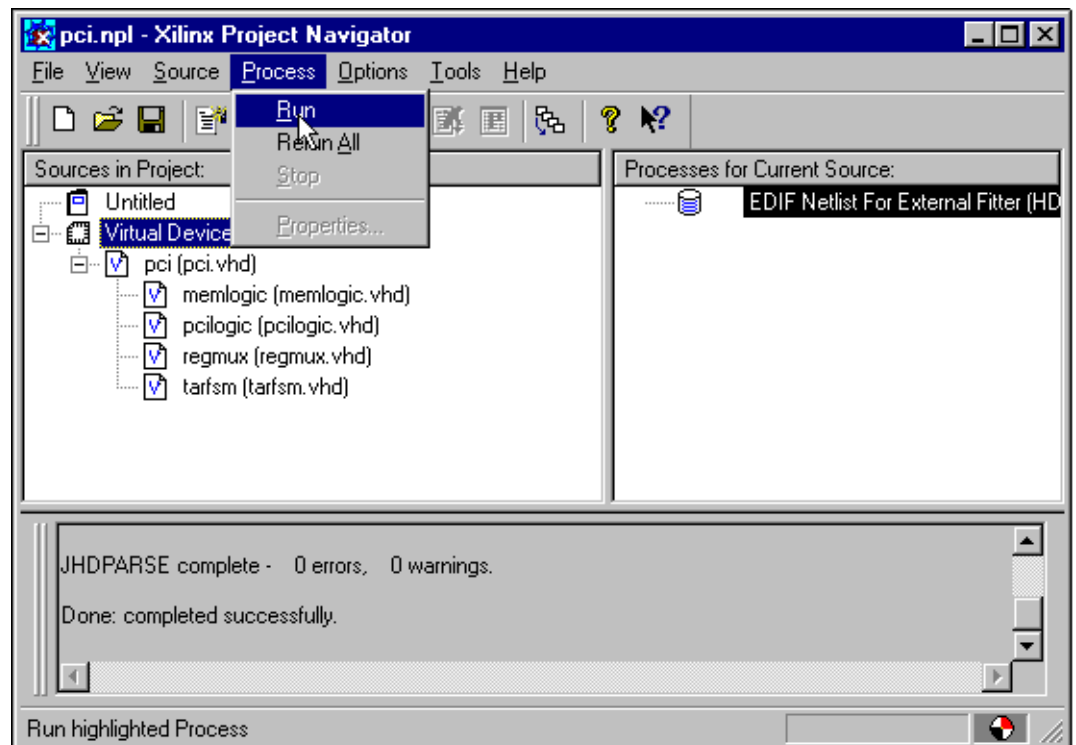 pci.npl - Xilinx Project Navigator
File View Source Process Options Tools Help
Run
Rerun All
Stop
Properties...
Sources in Project:
Untitled
Virtual Device
pci (pci.vhd)
memlogic (memlogic.vhd)
pcilogic (pcilogic.vhd)
regmux (regmux.vhd)
tarfsm (tarfsm.vhd)
Processes for Current Source:
EDIF Netlist For External Fitter (HD
JHDPARSE complete - 0 errors, 0 warnings.
Done: completed successfully.
Run highlighted Process